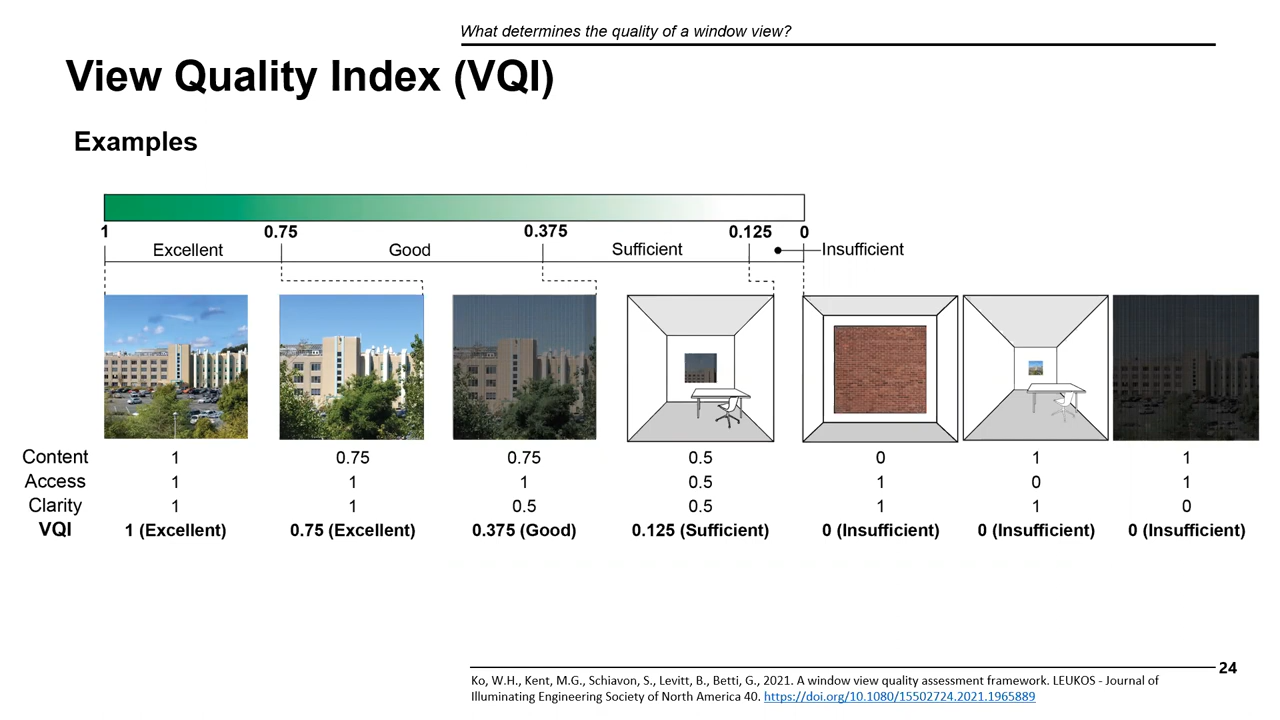 What determines the quality of a window view?
View Quality Index (VQI)
Examples
1 0.75 0.375 0.125 0
Excellent Good Sufficient Insufficient
Content 1 0.75 0.75 0.5 0 1 1
Access 1 1 1 0.5 1 0 1
Clarity 1 1 0.5 0.5 1 1 0
VQI 1 (Excellent) 0.75 (Excellent) 0.375 (Good) 0.125 (Sufficient) 0 (Insufficient) 0 (Insufficient) 0 (Insufficient)
24
Ko, W.H., Kent, M.G., Schiavon, S., Levitt, B., Betti, G., 2021. A window view quality assessment framework. LEUKOS - Journal of
Illuminating Engineering Society of North America 40. https://doi.org/10.1080/15502724.2021.1965889